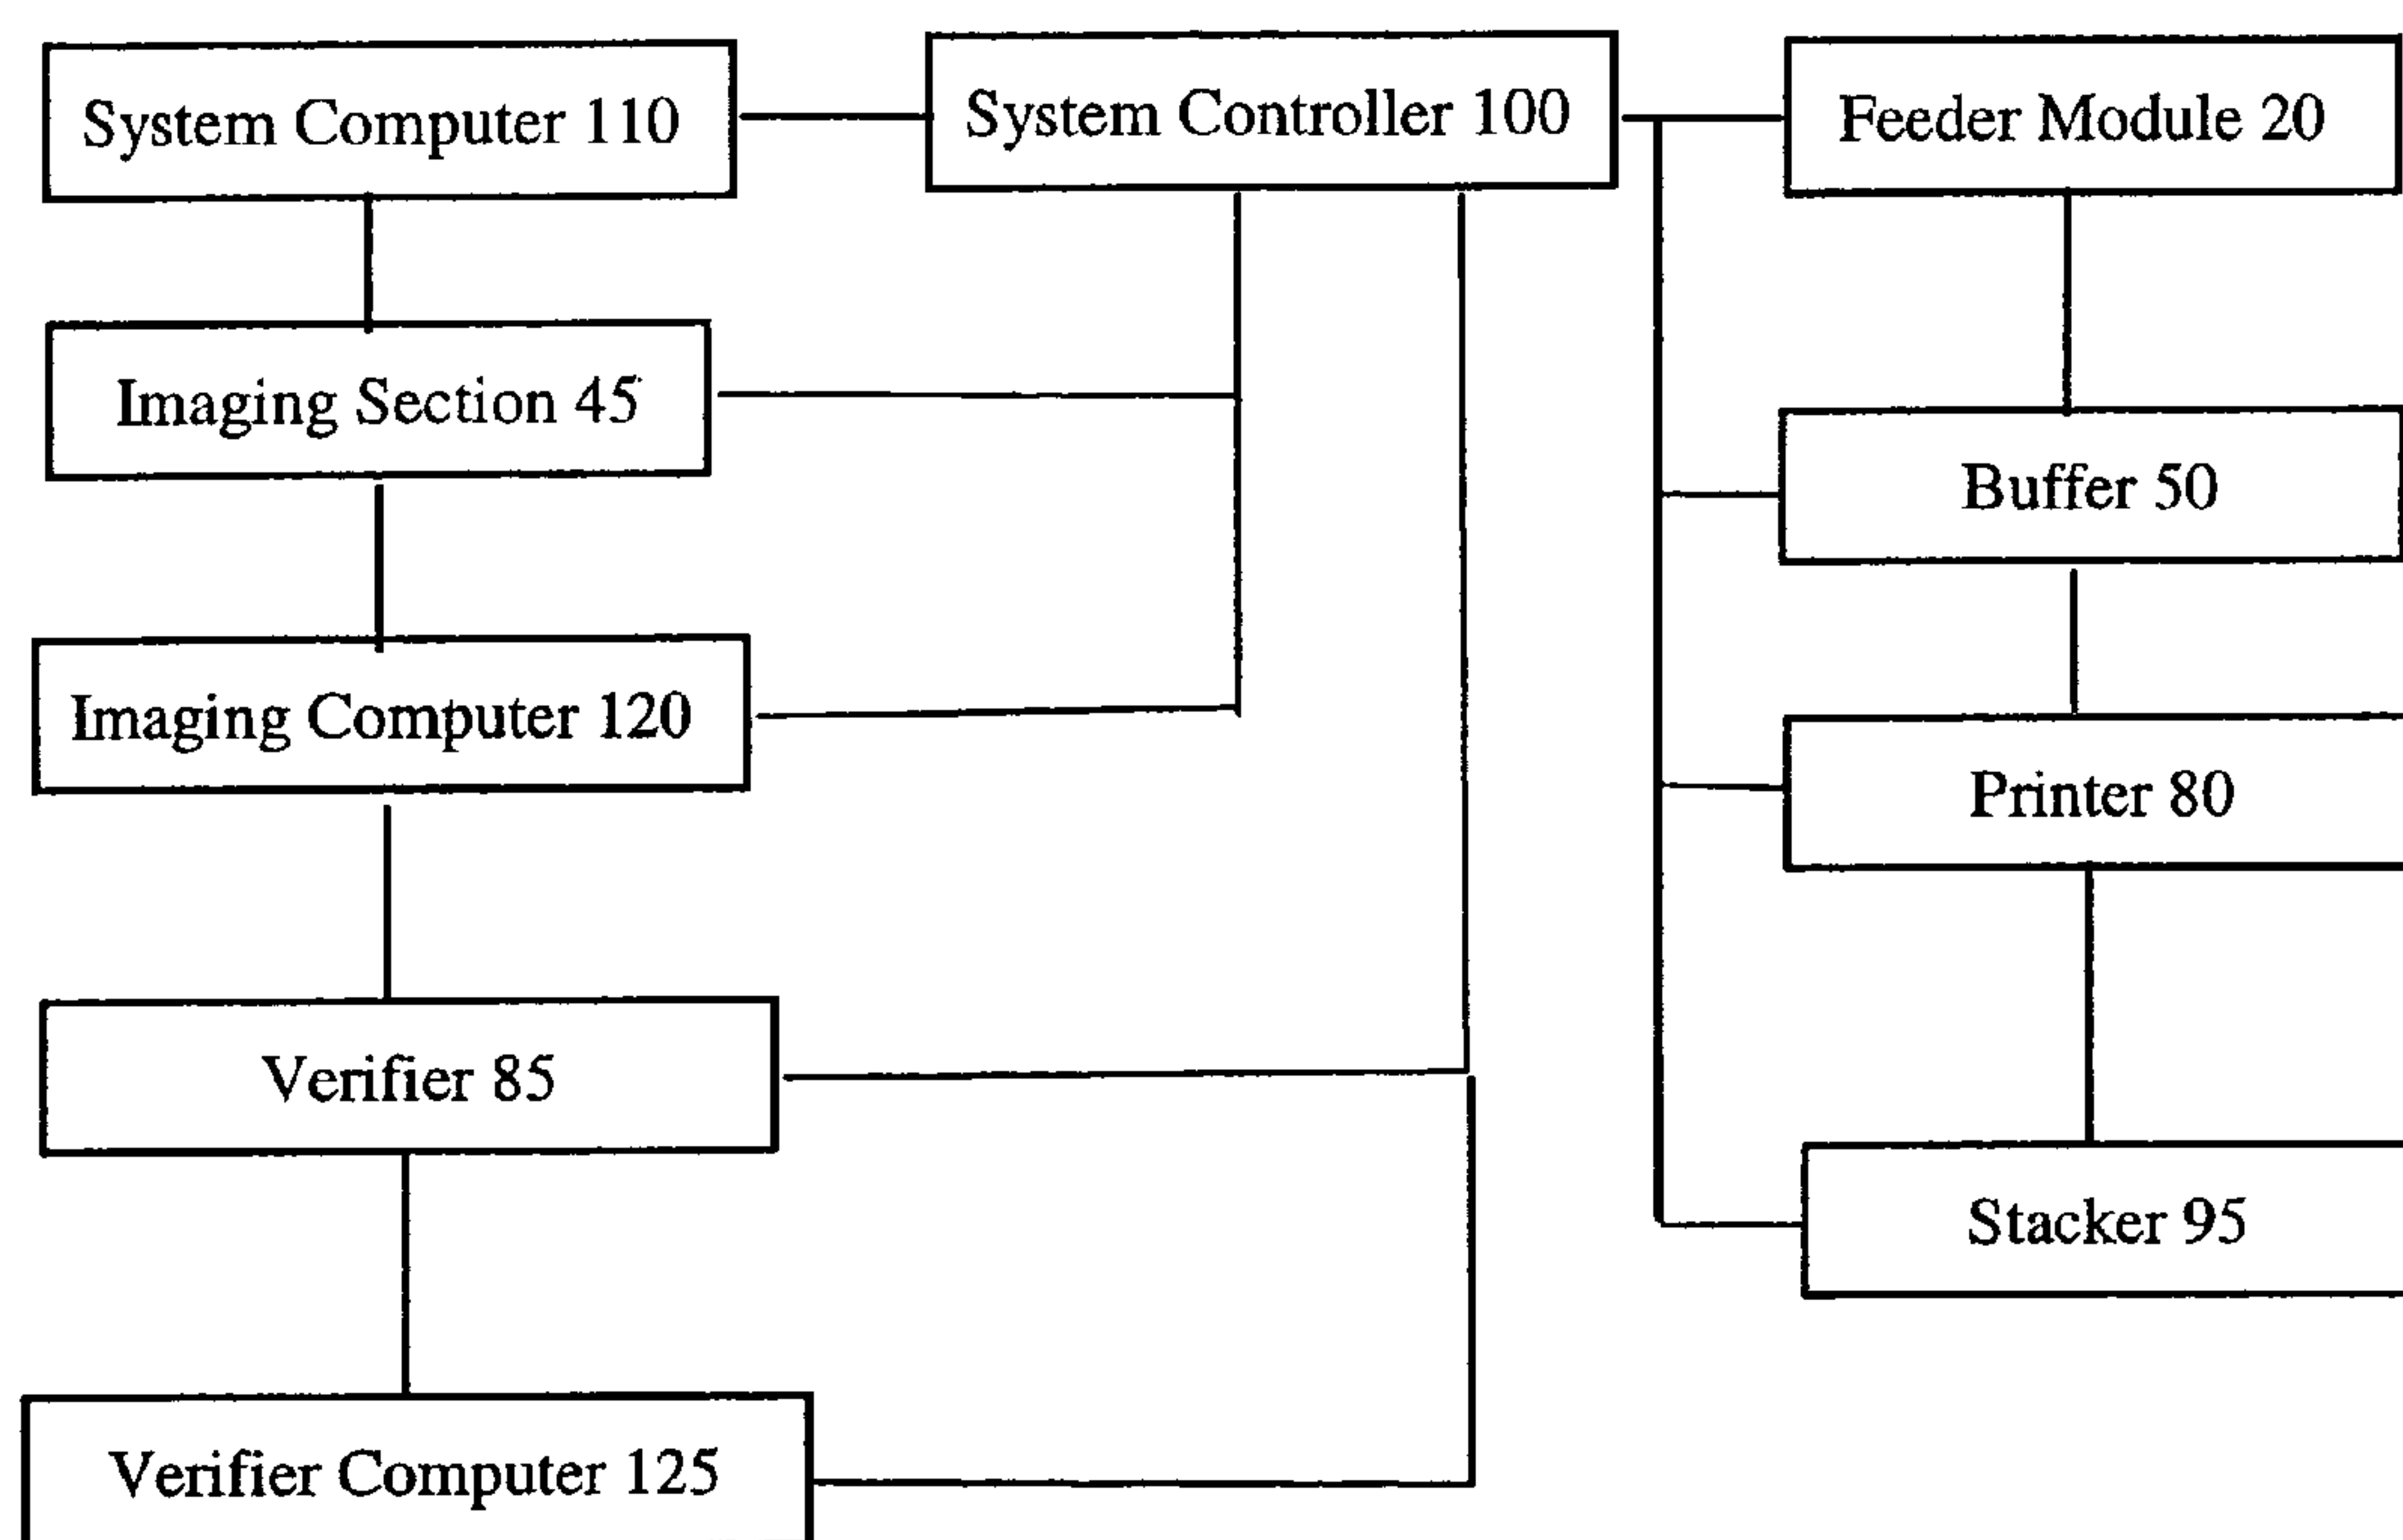 System Computer 110
System Controller 100
Feeder Module 20
Imaging Section 45
Buffer 50
Imaging Computer 120
Printer 80
Verifier 85
Stacker 95
Verifier Computer 125